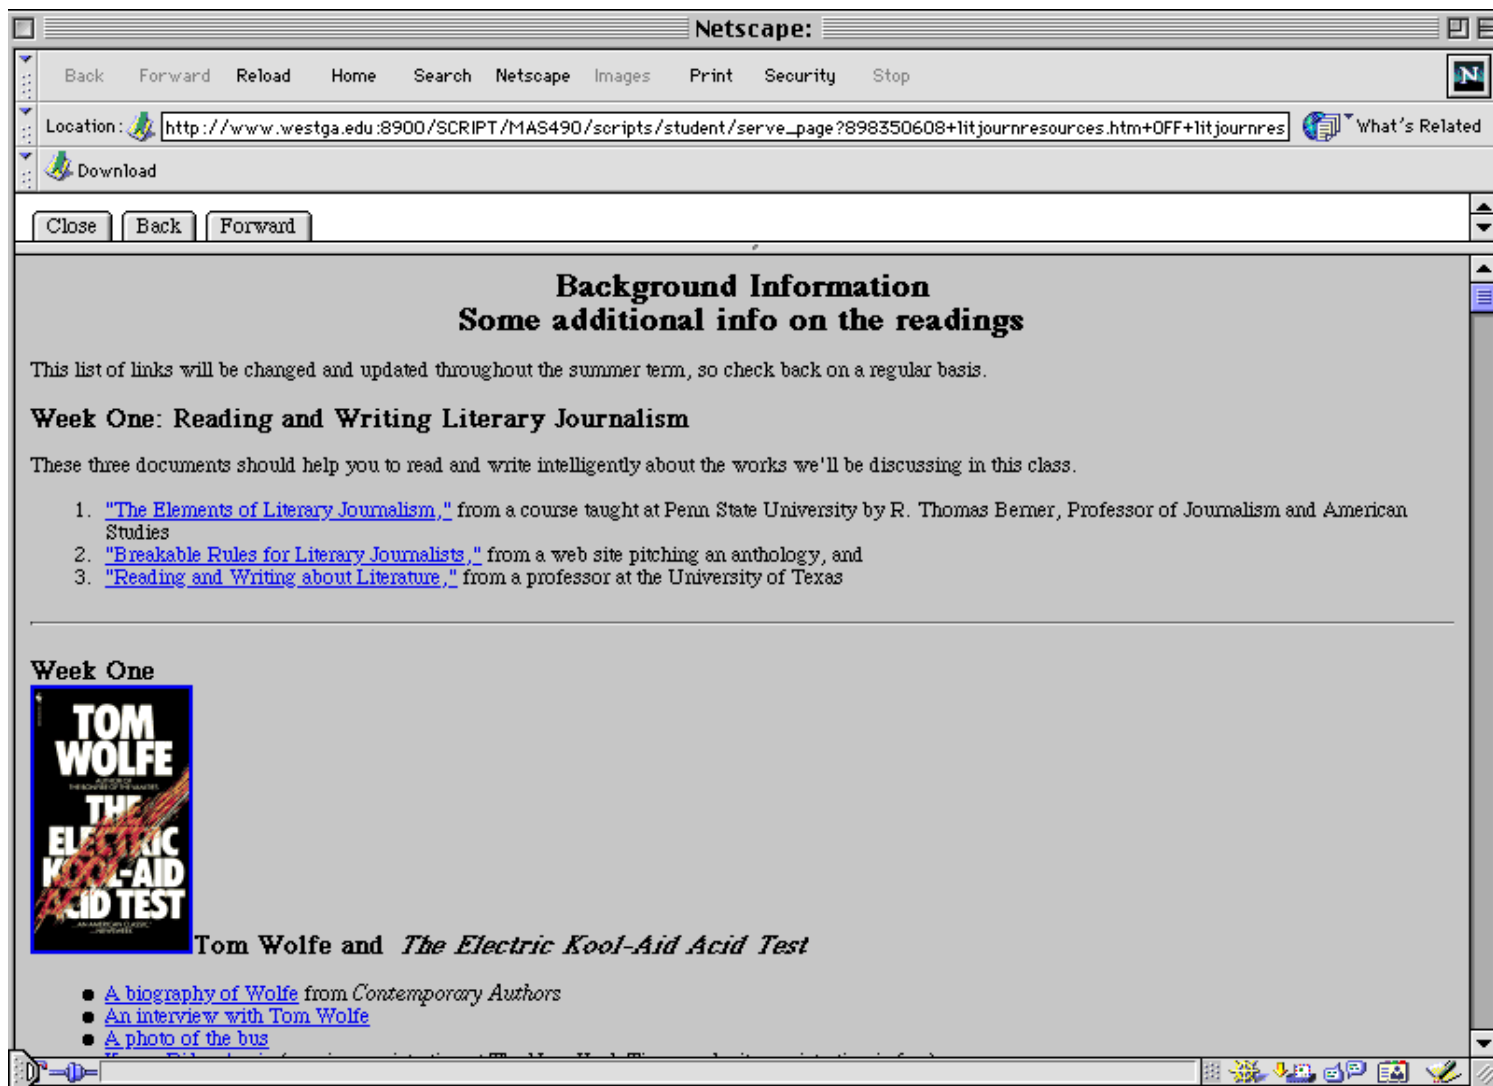 Netscape:
Back Forward Reload Home Search Netscape Images Print Security Stop
N
Location: http://www.westga.edu:8900/SCRIPT/MAS490/scripts/student/serve_page?898350608+litjournresources.htm+OFF+litjournres What's Related
Download
Close Back Forward
Background Information
Some additional info on the readings
This list of links will be changed and updated throughout the summer term, so check back on a regular basis.
Week One: Reading and Writing Literary Journalism
These three documents should help you to read and write intelligently about the works we'll be discussing in this class.
1. "The Elements of Literary Journalism," from a course taught at Penn State University by R. Thomas Berner, Professor of Journalism and American
Studies
2. "Breakable Rules for Literary Journalists," from a web site pitching an anthology, and
3. "Reading and Writing about Literature," from a professor at the University of Texas
Week One
TOM
WOLFE
AUTHOR OF
THE BONFIRE OF THE VANITIES
THE
ELECTRIC
KOOL-AID
ACID TEST
Tom Wolfe and The Electric Kool-Aid Acid Test
A biography of Wolfe from Contemporary Authors
An interview with Tom Wolfe
A photo of the bus